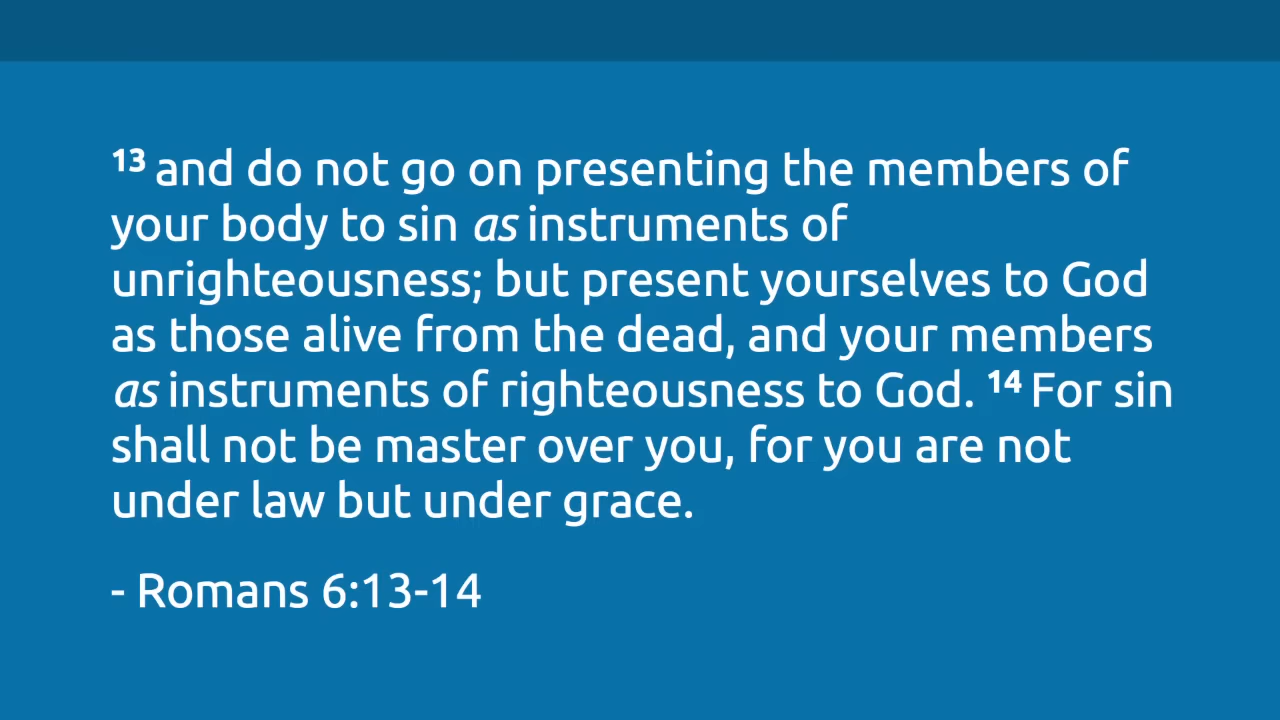 13 and do not go on presenting the members of
your body to sin as instruments of
unrighteousness; but present yourselves to God
as those alive from the dead, and your members
as instruments of righteousness to God. 14 For sin
shall not be master over you, for you are not
under law but under grace.
- Romans 6:13-14